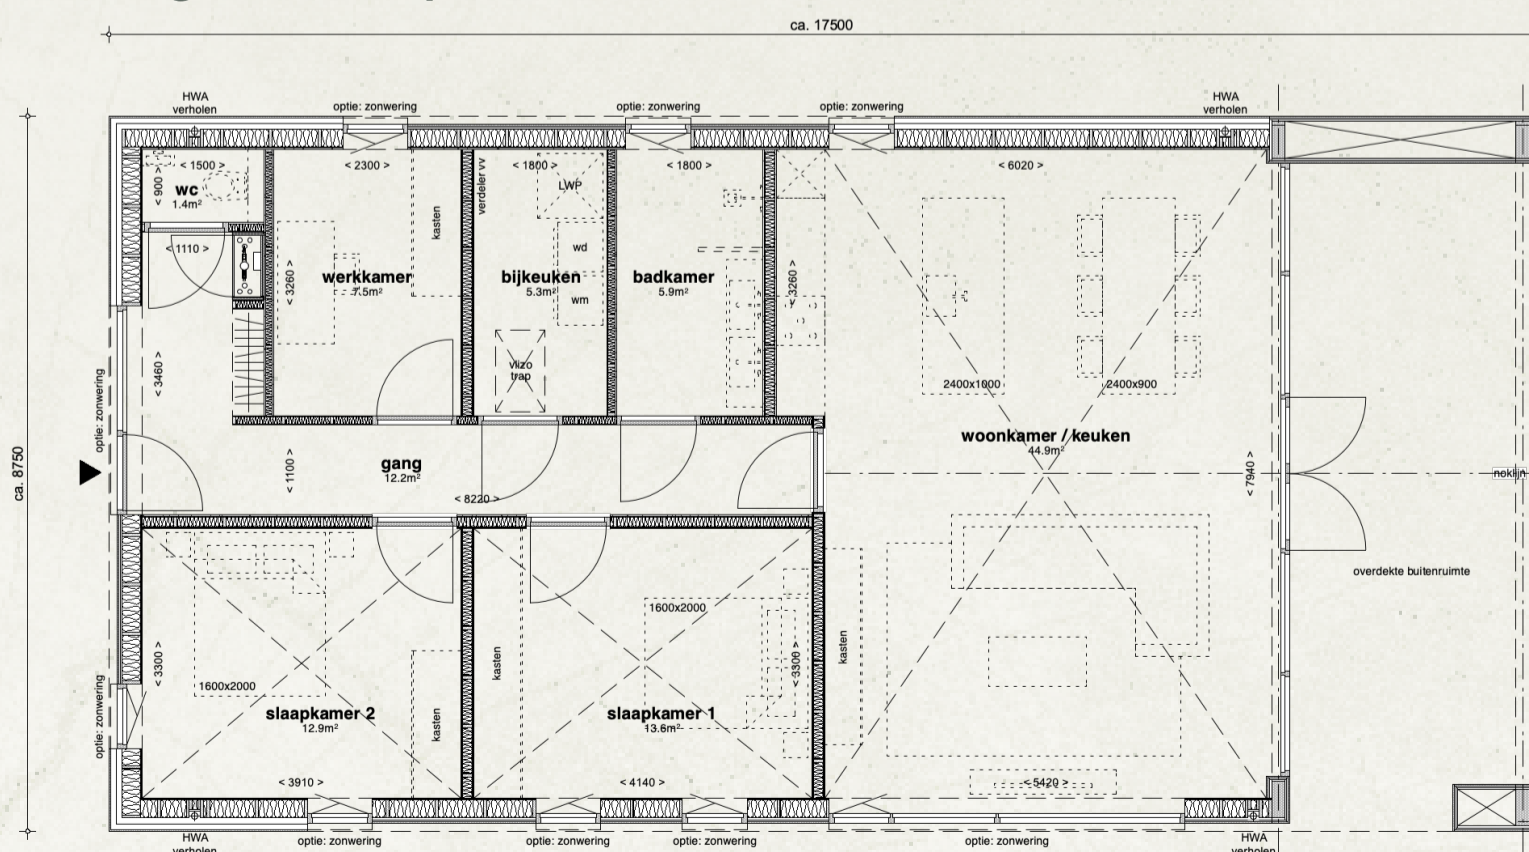 ca. 17500
HWA
verholen
optie: zonwering
optie: zonwering
optie: zonwering
HWA
verholen
< 1500 >
< 2300 >
< 1800 >
< 1800 >
< 6020 >
< 900 >
wc
1.4m²
verdeler vv
LWP
kasten
< 1110 >
wd
< 3260 >
werkkamer
7.5m²
bijkeuken
5.3m²
badkamer
5.9m²
< 3260 >
wm
< 3460 >
vlizo
trap
2400x1000
2400x900
optie: zonwering
woonkamer / keuken
44.9m²
ca. 8750
< 1100 >
gang
12.2m²
< 8220 >
< 7940 >
noklijn
overdekte buitenruimte
1600x2000
< 3300 >
kasten
< 3300 >
kasten
1600x2000
optie: zonwering
slaapkamer 2
12.9m²
kasten
slaapkamer 1
13.6m²
< 3910 >
< 4140 >
< 5420 >
HWA
verholen
optie: zonwering
optie: zonwering
optie: zonwering
optie: zonwering
HWA
verholen